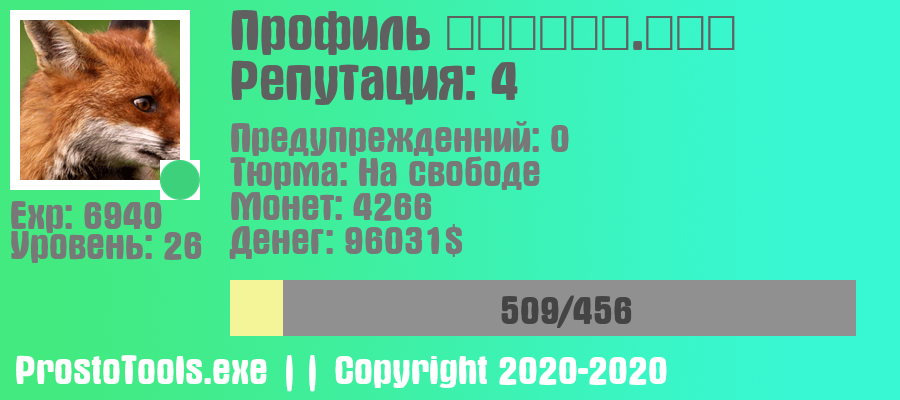 Профиль □□□□□□.□□□
Репутация: 4
Предупрежденний: 0
Тюрма: На свободе
Монет: 4266
Денег: 96031$
Exp: 6940
Уровень: 26
509/456
ProstoTools.exe || Copyright 2020-2020